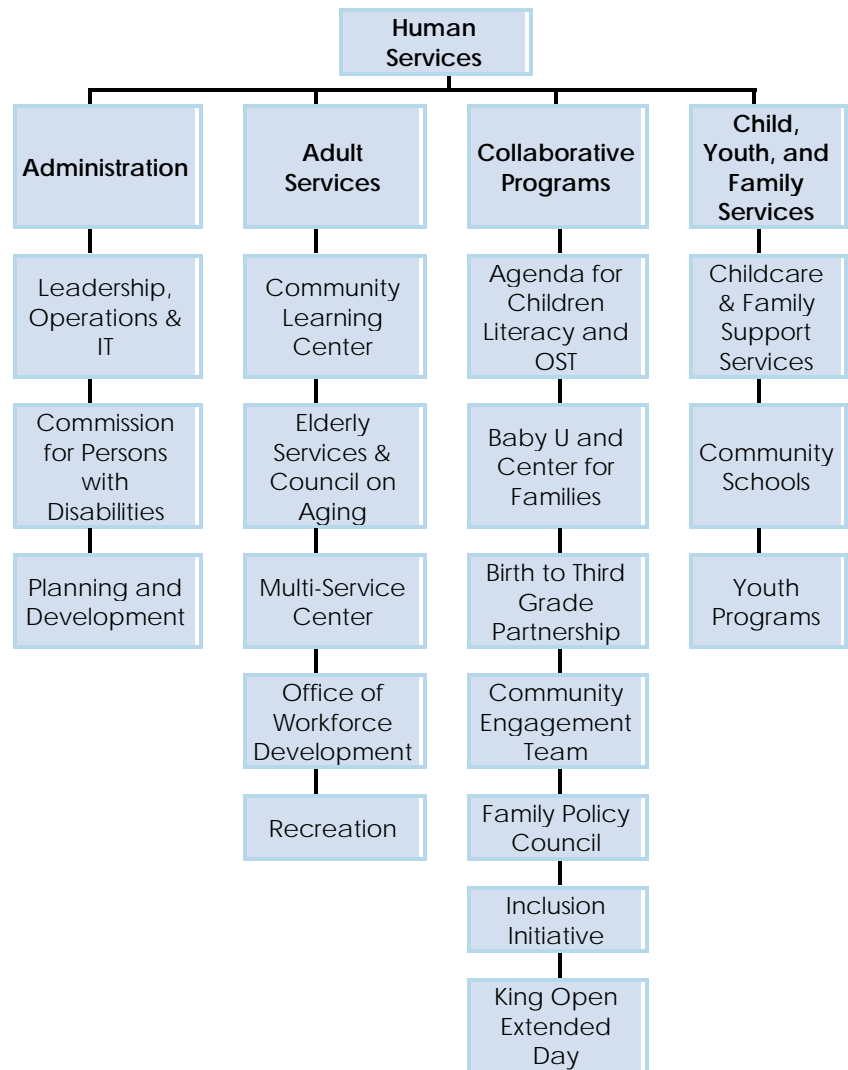 Human
Services
Administration
Adult
Services
Collaborative
Programs
Child,
Youth, and
Family
Services
Leadership,
Operations &
IT
Commission
for Persons
with
Disabilities
Planning and
Development
Community
Learning
Center
Elderly
Services &
Council on
Aging
Multi-Service
Center
Office of
Workforce
Development
Recreation
Agenda for
Children
Literacy and
OST
Baby U and
Center for
Families
Birth to Third
Grade
Partnership
Community
Engagement
Team
Family Policy
Council
Inclusion
Initiative
King Open
Extended
Day
Childcare
& Family
Support
Services
Community
Schools
Youth
Programs